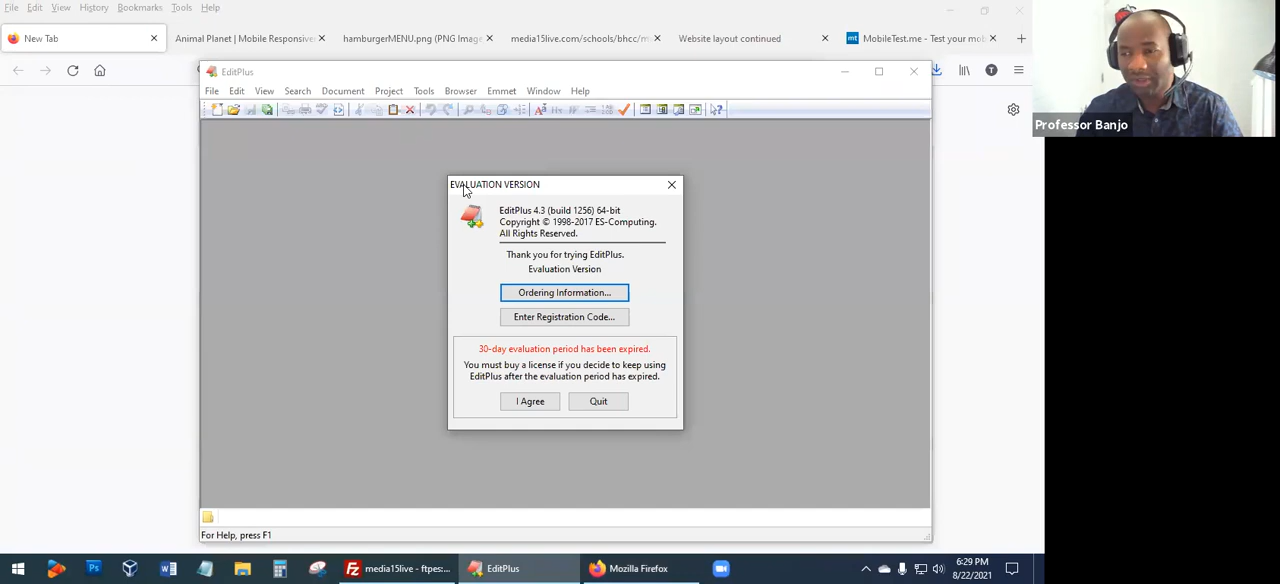 File Edit View History Bookmarks Tools Help
New Tab
Animal Planet | Mobile Responsive
hamburgerMENU.png (PNG Image
media15live.com/schools/bhcc/m
Website layout continued
mt MobileTest.me - Test your mob
T
EditPlus
File Edit View Search Document Project Tools Browser Emmet Window Help
EVALUATION VERSION
EditPlus 4.3 (build 1256) 64-bit
Copyright © 1998-2017 ES-Computing.
All Rights Reserved.
Thank you for trying EditPlus.
Evaluation Version
Ordering Information...
Enter Registration Code...
30-day evaluation period has been expired.
You must buy a license if you decide to keep using
EditPlus after the evaluation period has expired.
I Agree Quit
For Help, press F1
Professor Banjo
Ps W Fz media15live - ftpes:... EditPlus Mozilla Firefox
6:29 PM
8/22/2021